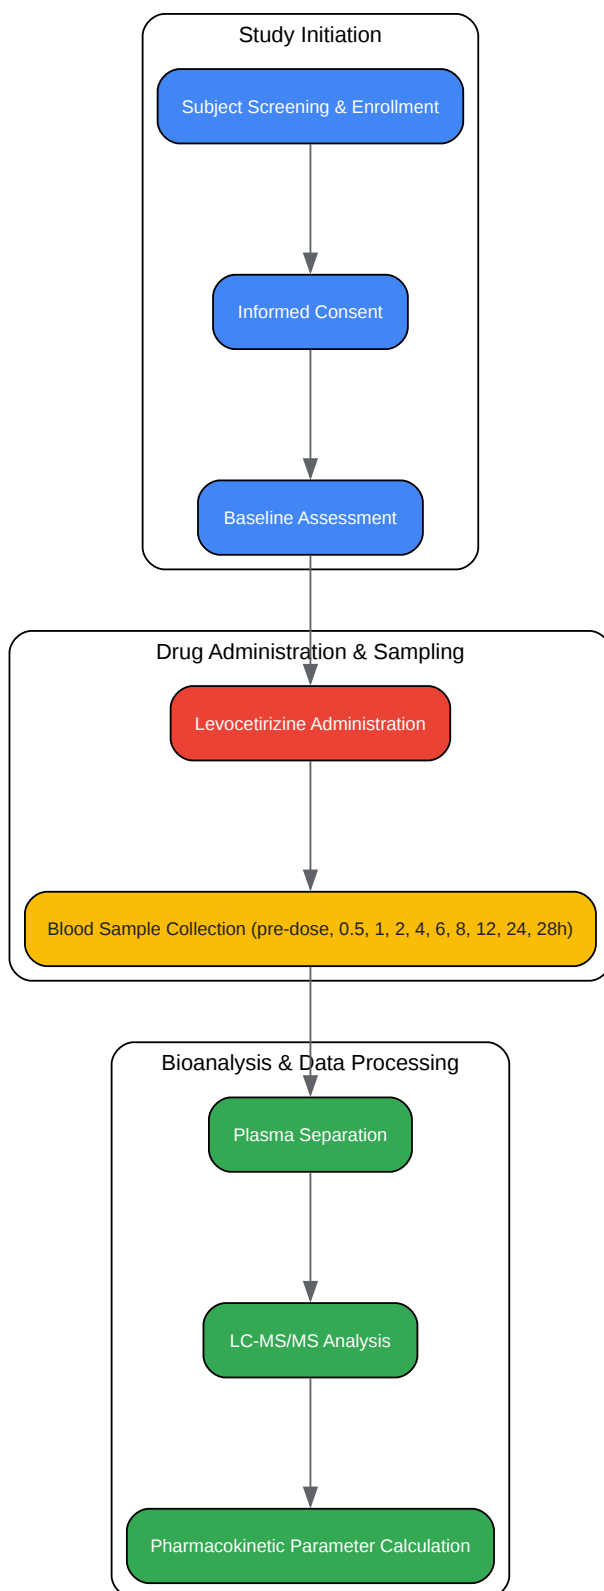 Study Initiation
Subject Screening & Enrollment
Informed Consent
Baseline Assessment
Drug Administration & Sampling
Levocetirizine Administration
Blood Sample Collection (pre-dose, 0.5, 1, 2, 4, 6, 8, 12, 24, 28h)
Bioanalysis & Data Processing
Plasma Separation
LC-MS/MS Analysis
Pharmacokinetic Parameter Calculation